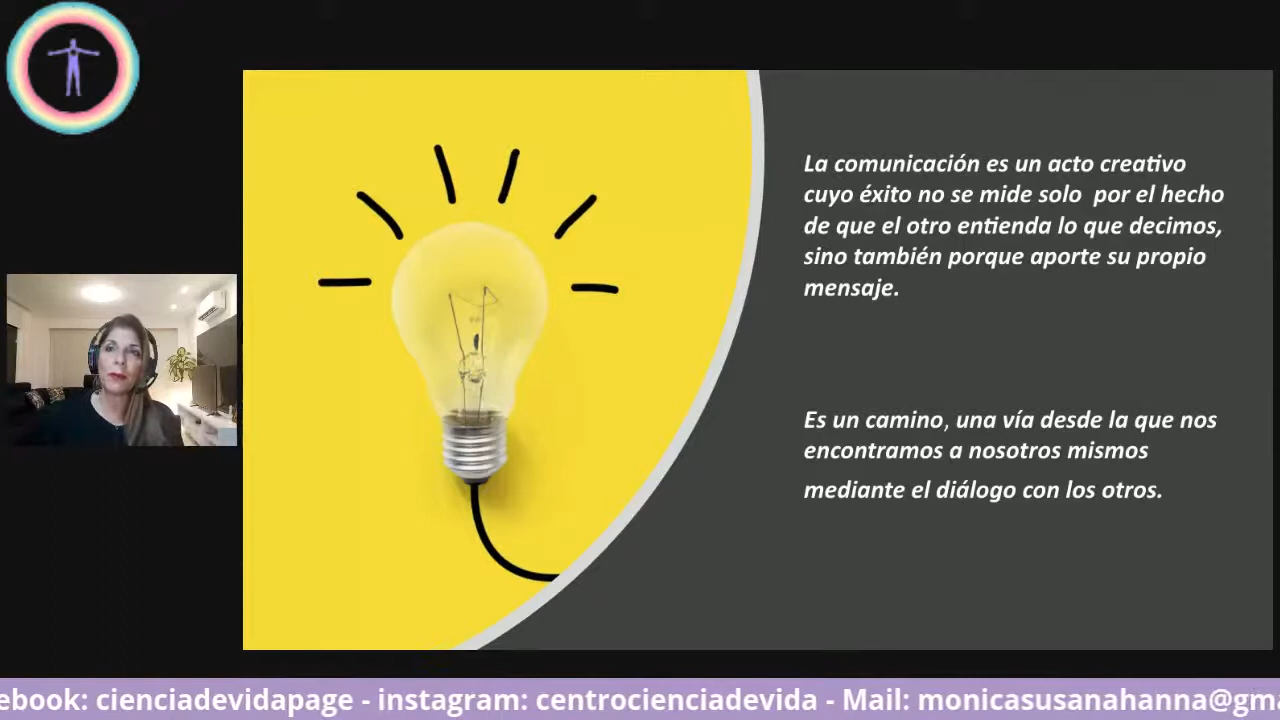 La comunicación es un acto creativo
cuyo éxito no se mide solo  por el hecho
de que el otro entienda lo que decimos,
sino también porque aporte su propio
mensaje.
Es un camino, una vía desde la que nos
encontramos a nosotros mismos
mediante el diálogo con los otros.
ebook: cienciadevidapage - instagram: centrocienciadevida - Mail: monicasusanahanna@gma